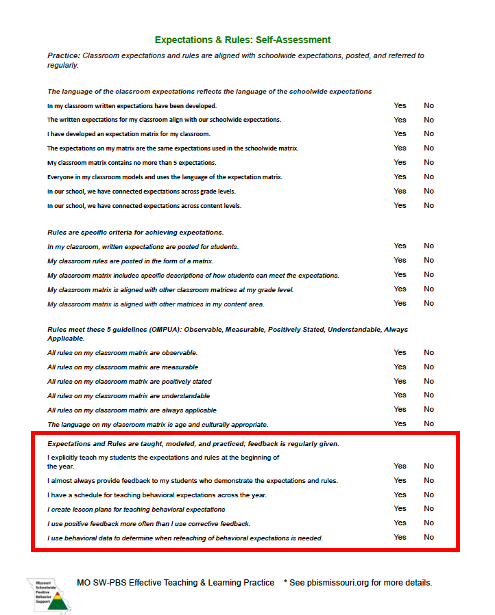 Expectations & Rules: Self-Assessment
Practice: Classroom expectations and rules are aligned with schoolwide expectations, posted, and referred to
regularly.
The language of the classroom expectations reflects the language of the schoolwide expectations
In my classroom written expectations have been developed. Yes No
The written expectations for my classroom align with our schoolwide expectations. Yes No
I have developed an expectation matrix for my classroom. Yes No
The expectations on my matrix are the same expectations used in the schoolwide matrix. Yes No
My classroom matrix contains no more than 5 expectations. Yes No
Everyone in my classroom models and uses the language of the expectation matrix. Yes No
In our school, we have connected expectations across grade levels. Yes No
In our school, we have connected expectations across content levels. Yes No
Rules are specific criteria for achieving expectations.
In my classroom, written expectations are posted for students. Yes No
My classroom rules are posted in the form of a matrix. Yes No
My classroom matrix includes specific descriptions of how students can meet the expectations. Yes No
My classroom matrix is aligned with other classroom matrices at my grade level. Yes No
My classroom matrix is aligned with other matrices in my content area. Yes No
Rules meet these 5 guidelines (OMPUA): Observable, Measurable, Positively Stated, Understandable, Always
Applicable.
All rules on my classroom matrix are observable. Yes No
All rules on my classroom matrix are measurable Yes No
All rules on my classroom matrix are positively stated Yes No
All rules on my classroom matrix are understandable Yes No
All rules on my classroom matrix are always applicable Yes No
The language on my classroom matrix is age and culturally appropriate. Yes No
Expectations and Rules are taught, modeled, and practiced; feedback is regularly given.
I explicitly teach my students the expectations and rules at the beginning of
the year. Yes No
I almost always provide feedback to my students who demonstrate the expectations and rules. Yes No
I have a schedule for teaching behavioral expectations across the year. Yes No
I create lesson plans for teaching behavioral expectations Yes No
I use positive feedback more often than I use corrective feedback. Yes No
I use behavioral data to determine when reteaching of behavioral expectations is needed. Yes No
Missouri
Schoolwide
Positive
Behavior
Support
MO SW-PBS Effective Teaching & Learning Practice * See pbismissouri.org for more details.